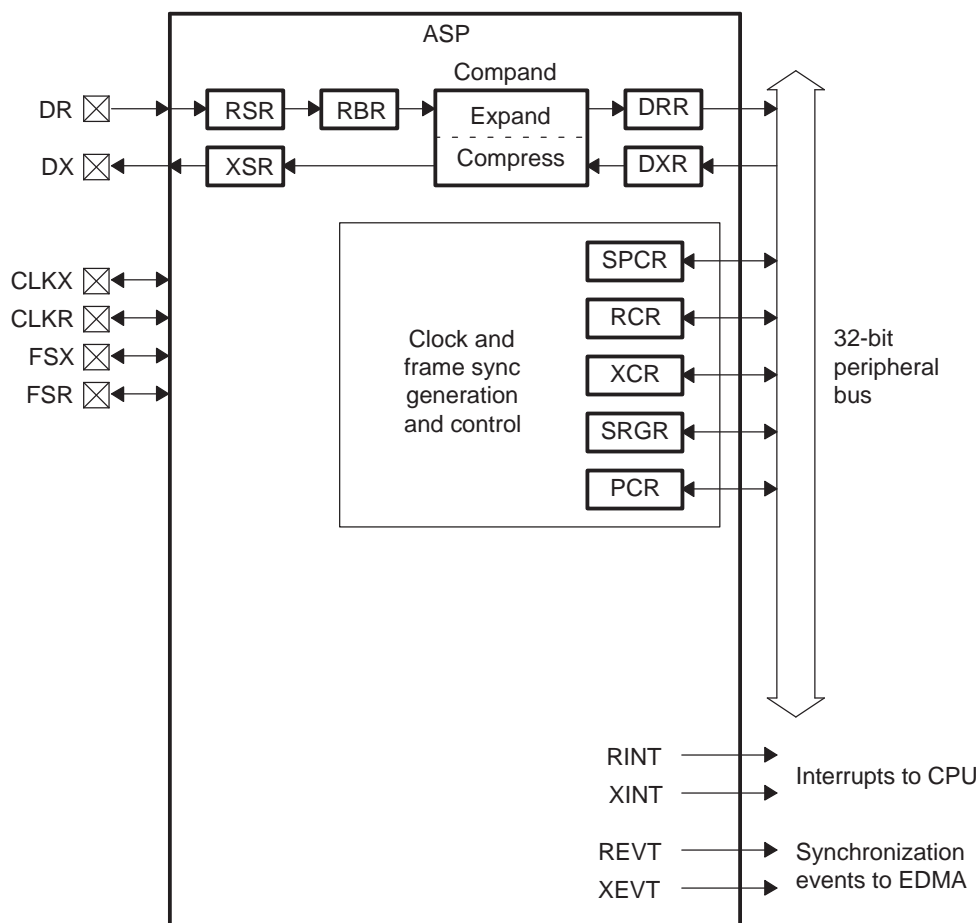 ASP
Compand
DR
RSR
RBR
Expand
DRR
DX
XSR
Compress
DXR
CLKX
CLKR
FSX
FSR
Clock and
frame sync
generation
and control
SPCR
RCR
XCR
SRGR
PCR
32-bit
peripheral
bus
RINT
XINT
Interrupts to CPU
REVT
XEVT
Synchronization
events to EDMA